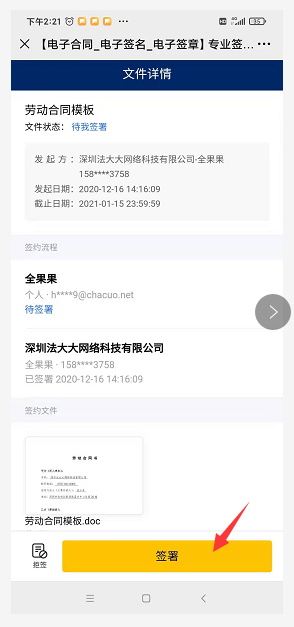 下午2:21
4G
35
【电子合同_电子签名_电子签章】专业签...
文件详情
劳动合同模板
文件状态： 待我签署
发 起 方 ： 深圳法大大网络科技有限公司-全果果
158****3758
发起日期： 2020-12-16 14:16:09
截止日期： 2021-01-15 23:59:59
签约流程
全果果
个人 · h****9@chacuo.net
待签署
深圳法大大网络科技有限公司
全果果 · 158****3758
已签署 2020-12-16 14:16:09
签约文件
劳 动 合 同 书
劳动合同模板.doc
拒签
签署